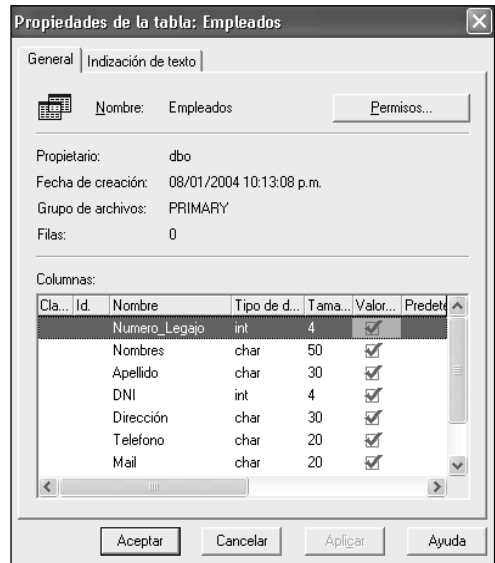 Propiedades de la tabla: Empleados
General Indización de texto
Nombre: Empleados Permisos...
Propietario: dbo
Fecha de creación: 08/01/2004 10:13:08 p.m.
Grupo de archivos: PRIMARY
Filas: 0
Columnas:
Cla... Id. Nombre Tipo de d... Tama... Valor... Predete
Numero_Legajo int 4
Nombres char 50
Apellido char 30
DNI int 4
Dirección char 30
Telefono char 20
Mail char 20
Aceptar Cancelar Aplicar Ayuda